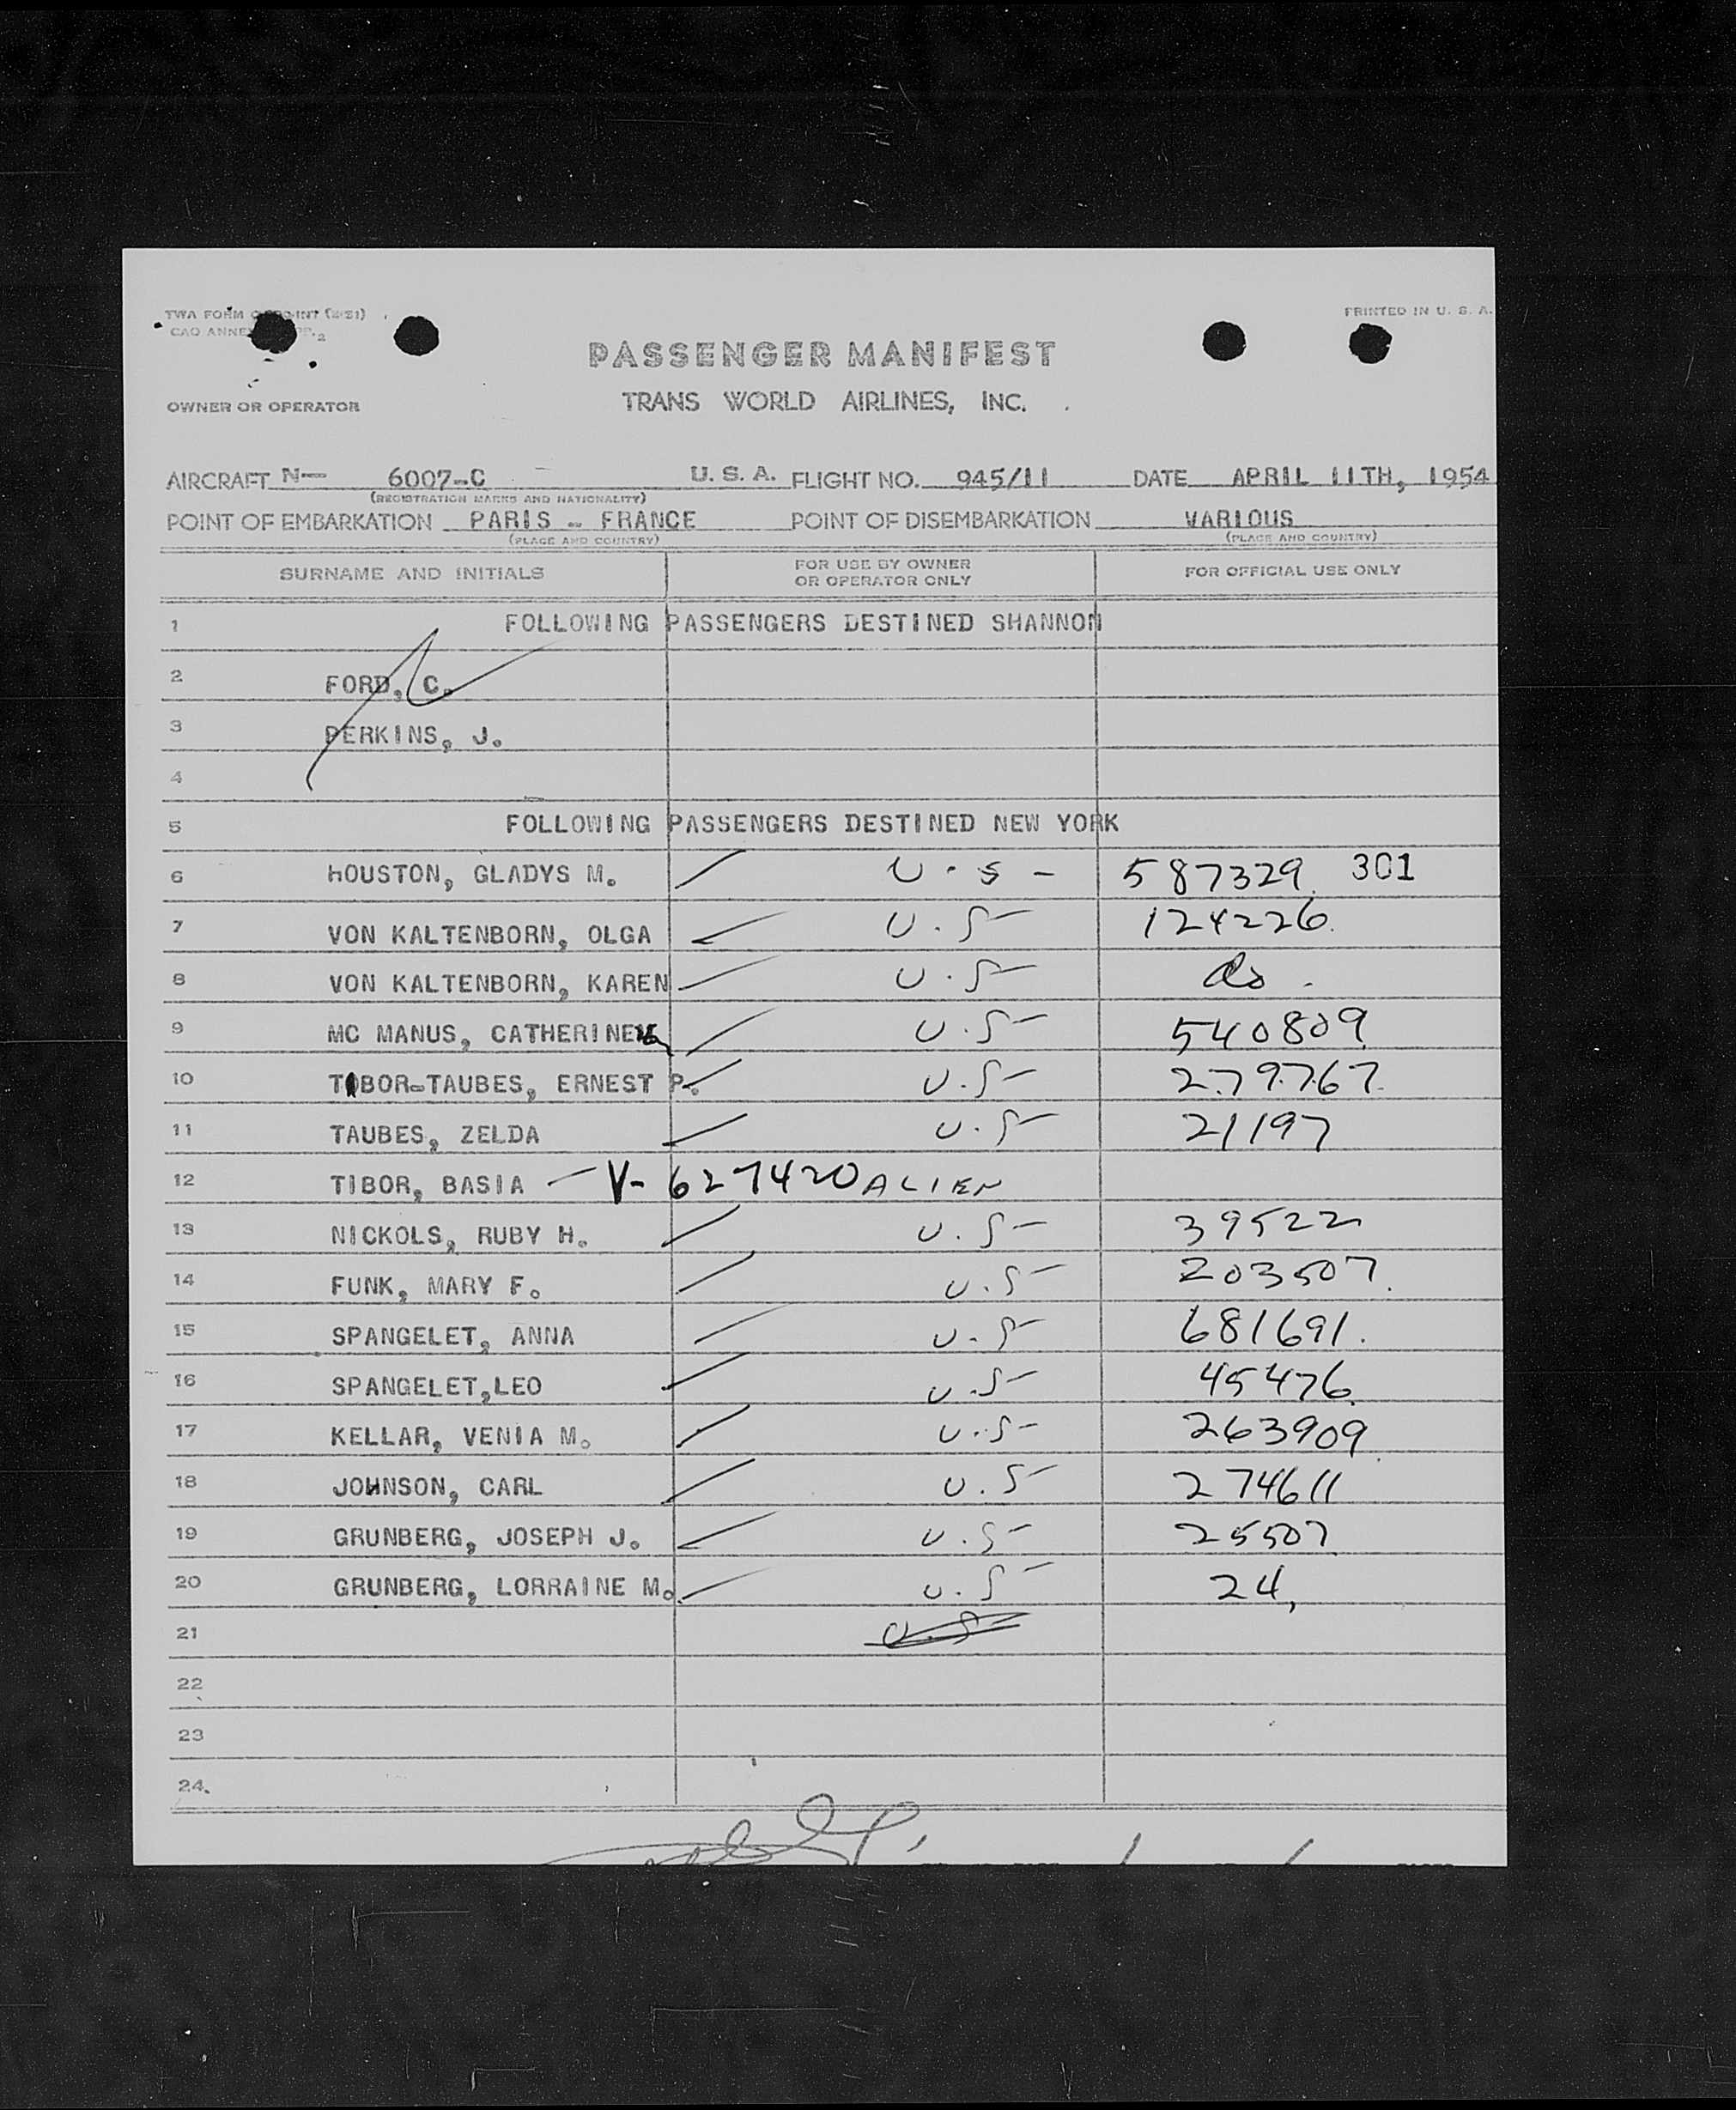 TWA FORM
PRINTED IN U. S. A.
CAO ANNEX
PASSENGER MANIFEST
OWNER OR OPERATOR TRANS WORLD AIRLINES, INC.
AIRCRAFT N— 6007-C U. S. A. FLIGHT NO. 945/11 DATE APRIL 11TH, 1954
(REGISTRATION MARKS AND NATIONALITY)
POINT OF EMBARKATION PARIS - FRANCE POINT OF DISEMBARKATION VARIOUS
(PLACE AND COUNTRY) (PLACE AND COUNTRY)
SURNAME AND INITIALS FOR USE BY OWNER OR OPERATOR ONLY FOR OFFICIAL USE ONLY
1 FOLLOWING PASSENGERS DESTINED SHANNON
2 FORD, C.
3 PERKINS, J.
4
5 FOLLOWING PASSENGERS DESTINED NEW YORK
6 HOUSTON, GLADYS M. U.S- 587329. 301
7 VON KALTENBORN, OLGA U.S- 124226.
8 VON KALTENBORN, KAREN U.S- do.
9 MC MANUS, CATHERINE U.S- 540809
10 TIBOR-TAUBES, ERNEST P. U.S- 279767
11 TAUBES, ZELDA U.S- 21197
12 TIBOR, BASIA - V-627420 ALIEN
13 NICKOLS, RUBY H. U.S- 39522
14 FUNK, MARY F. U.S- 203507.
15 SPANGELET, ANNA U.S- 681691.
16 SPANGELET,LEO U.S- 45476
17 KELLAR, VENIA M. U.S- 263909
18 JOHNSON, CARL U.S- 274611
19 GRUNBERG, JOSEPH J. U.S- 25507
20 GRUNBERG, LORRAINE M. U.S- 24,
21 U.S-
22
23
24.